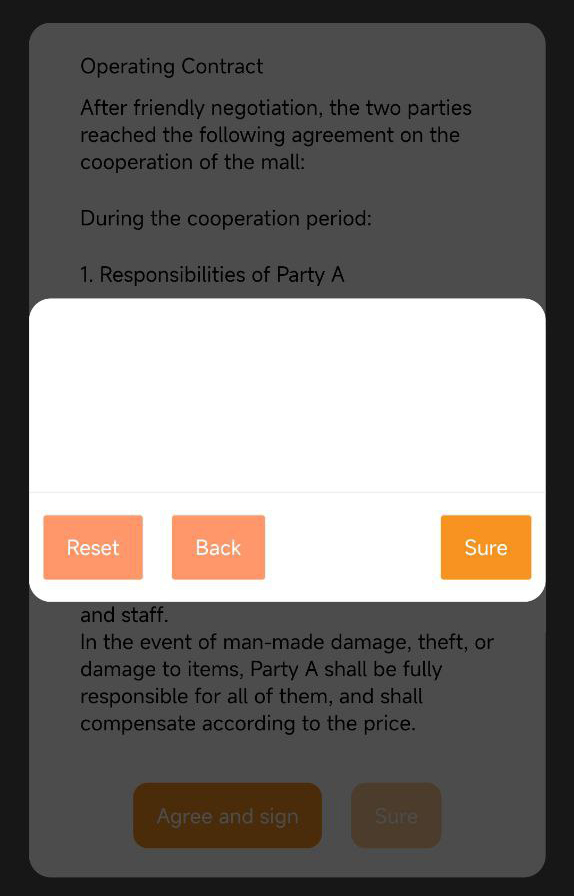 Operating Contract
After friendly negotiation, the two parties
reached the following agreement on the
cooperation of the mall:
During the cooperation period:
1. Responsibilities of Party A
Reset
Back
Sure
and staff.
In the event of man-made damage, theft, or
damage to items, Party A shall be fully
responsible for all of them, and shall
compensate according to the price.
Agree and sign
Sure